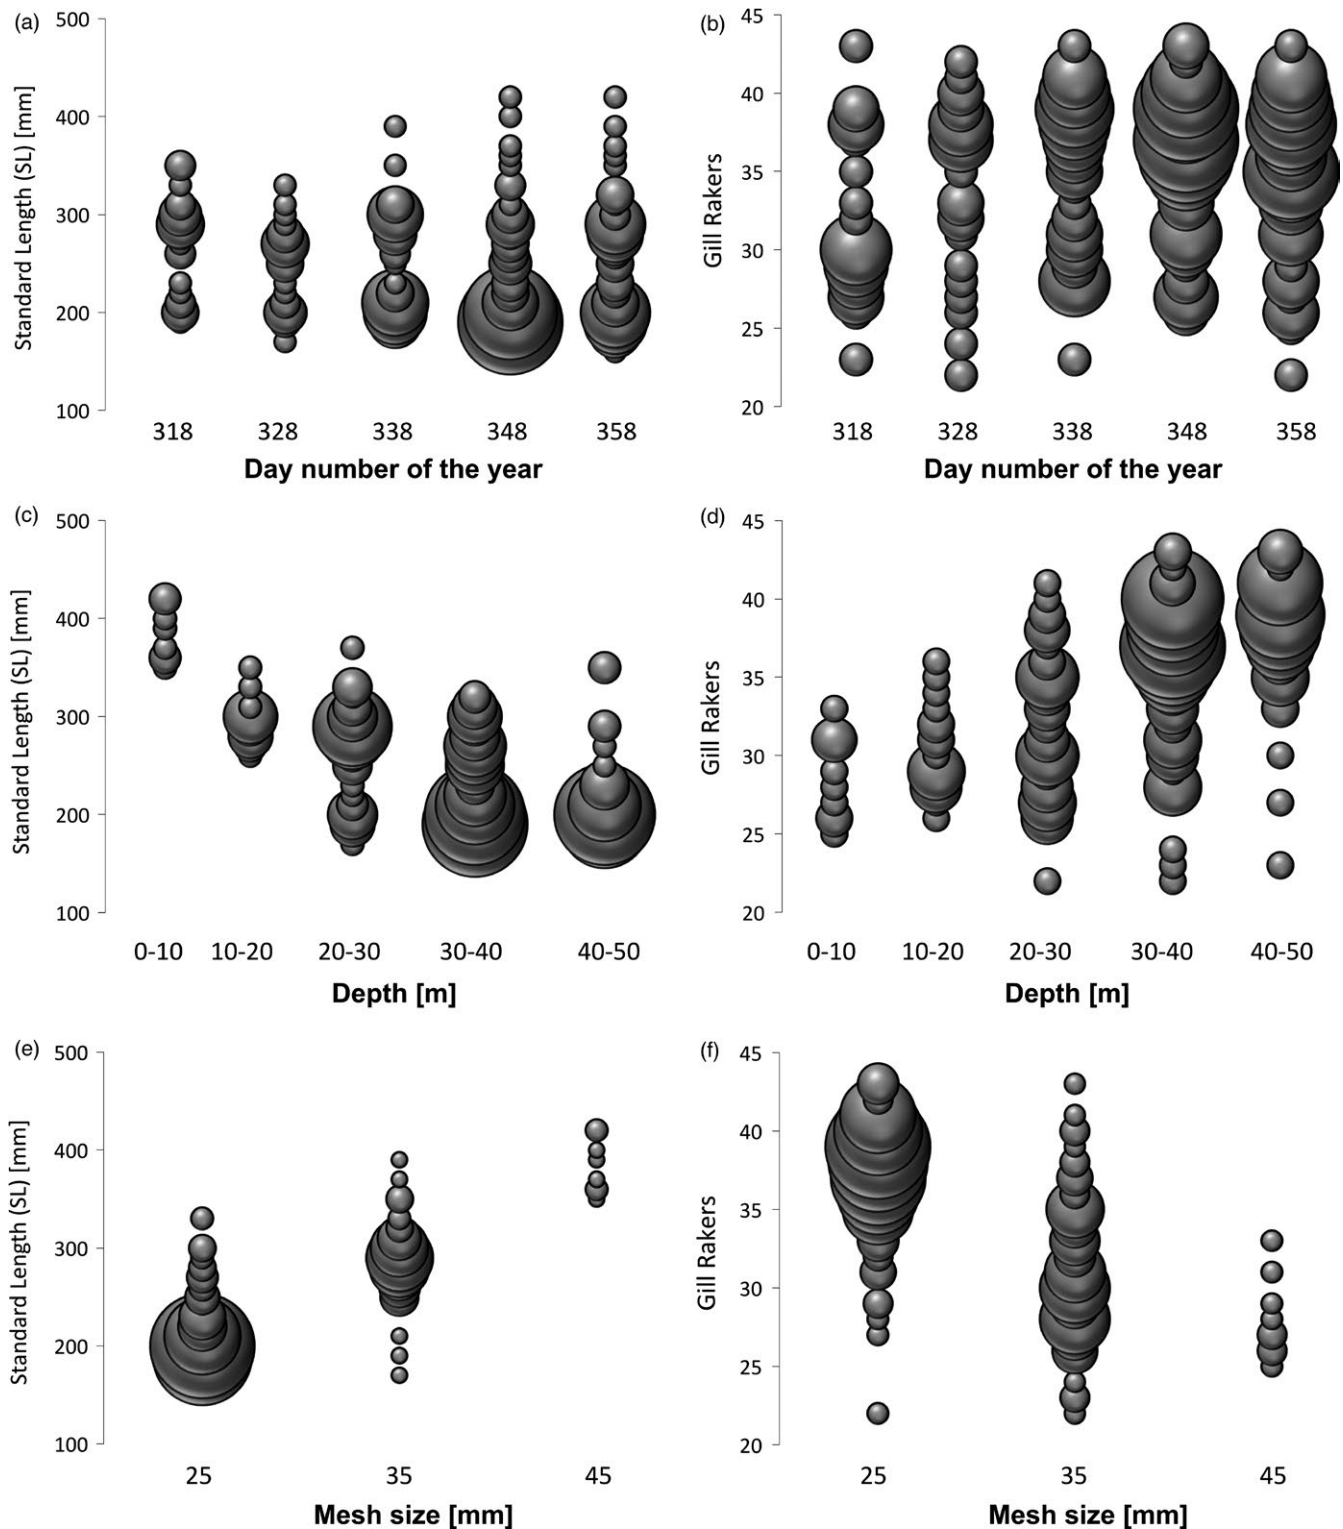 (a)
500
400
300
200
100
Standard Length (SL) [mm]
318 328 338 348 358
Day number of the year
(b)
45
40
35
30
25
20
Gill Rakers
318 328 338 348 358
Day number of the year
(c)
500
400
300
200
100
Standard Length (SL) [mm]
0-10 10-20 20-30 30-40 40-50
Depth [m]
(d)
45
40
35
30
25
20
Gill Rakers
0-10 10-20 20-30 30-40 40-50
Depth [m]
(e)
500
400
300
200
100
Standard Length (SL) [mm]
25 35 45
Mesh size [mm]
(f)
45
40
35
30
25
20
Gill Rakers
25 35 45
Mesh size [mm]